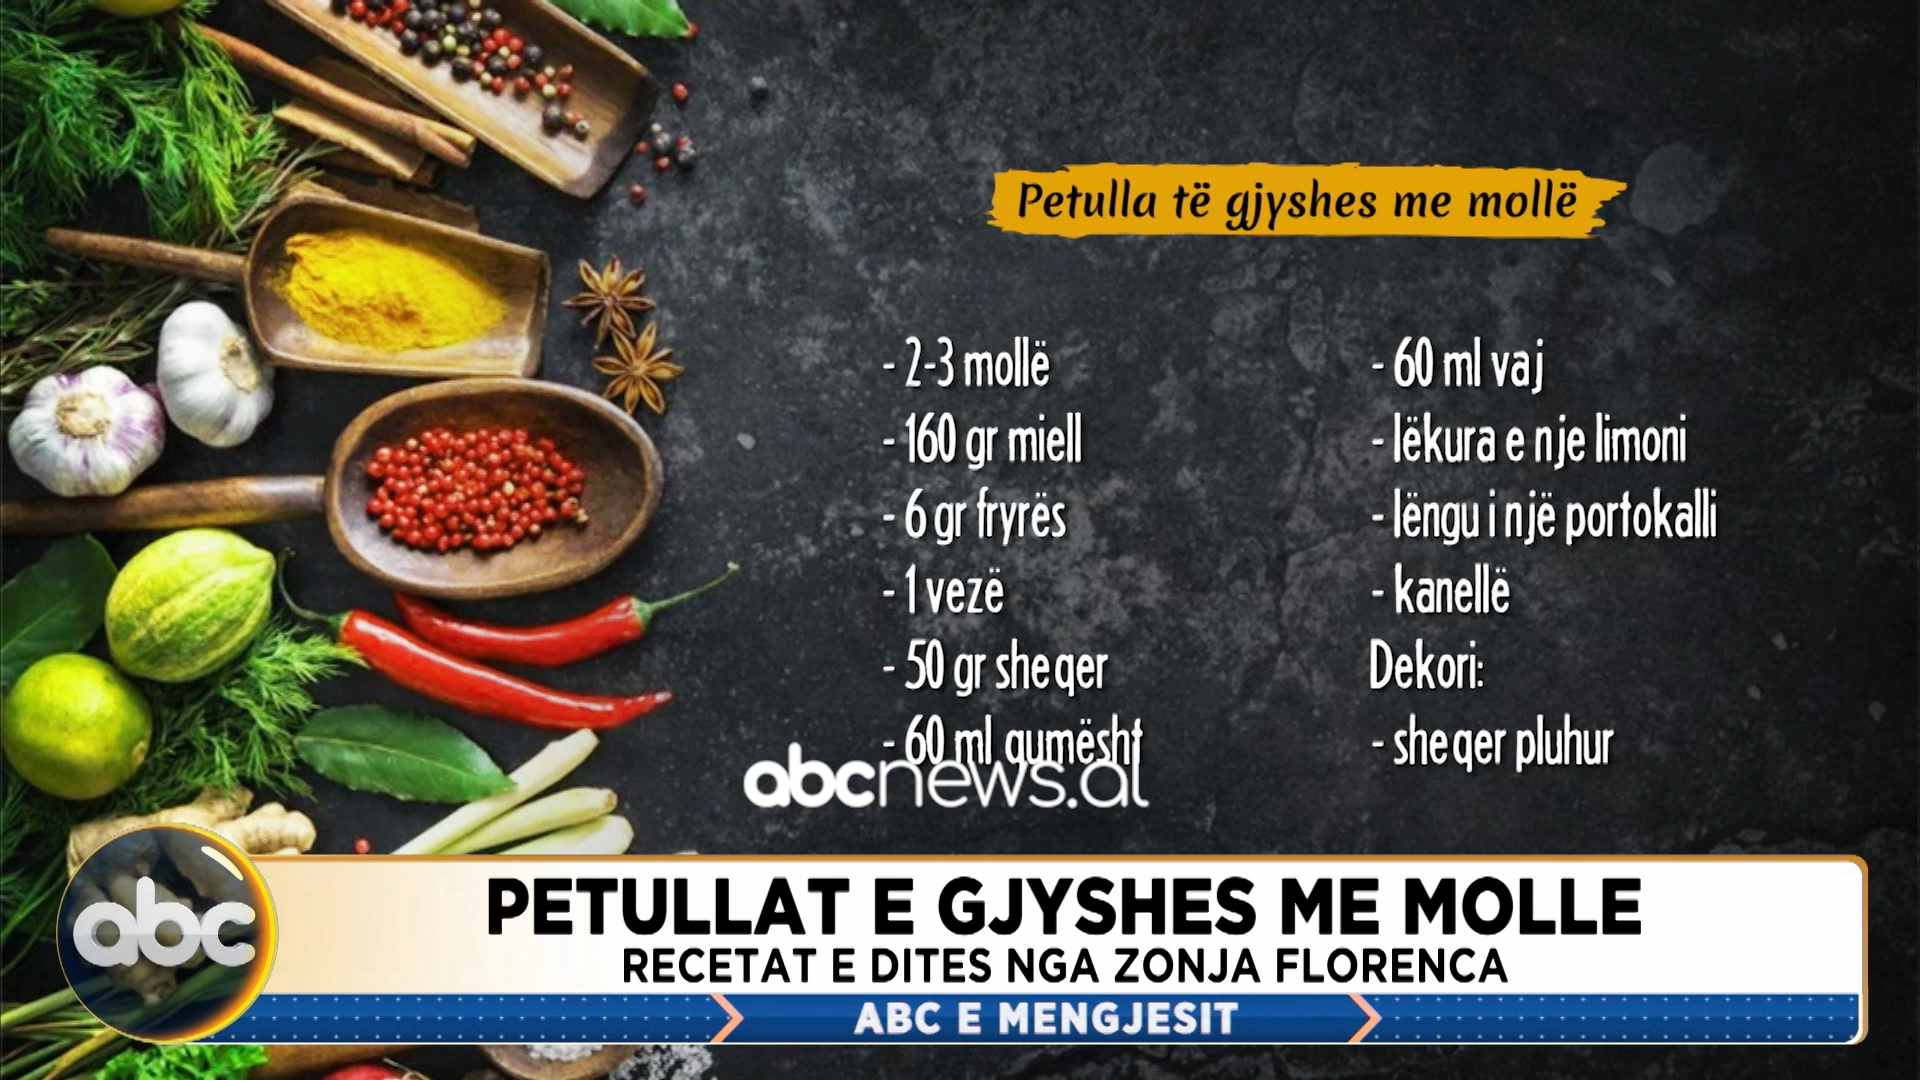 Petulla të gjyshes me mollë
- 2-3 mollë
- 160 gr miell
- 6 gr fryrës
- 1 vezë
- 50 gr sheqer
- 60 ml qumësht
- 60 ml vaj
- lëkura e nje limoni
- lëngu i një portokalli
- kanellë
Dekori:
- sheqer pluhur
abcnews.al
abc
PETULLAT E GJYSHES ME MOLLE
RECETAT E DITES NGA ZONJA FLORENCA
ABC E MENGJESIT